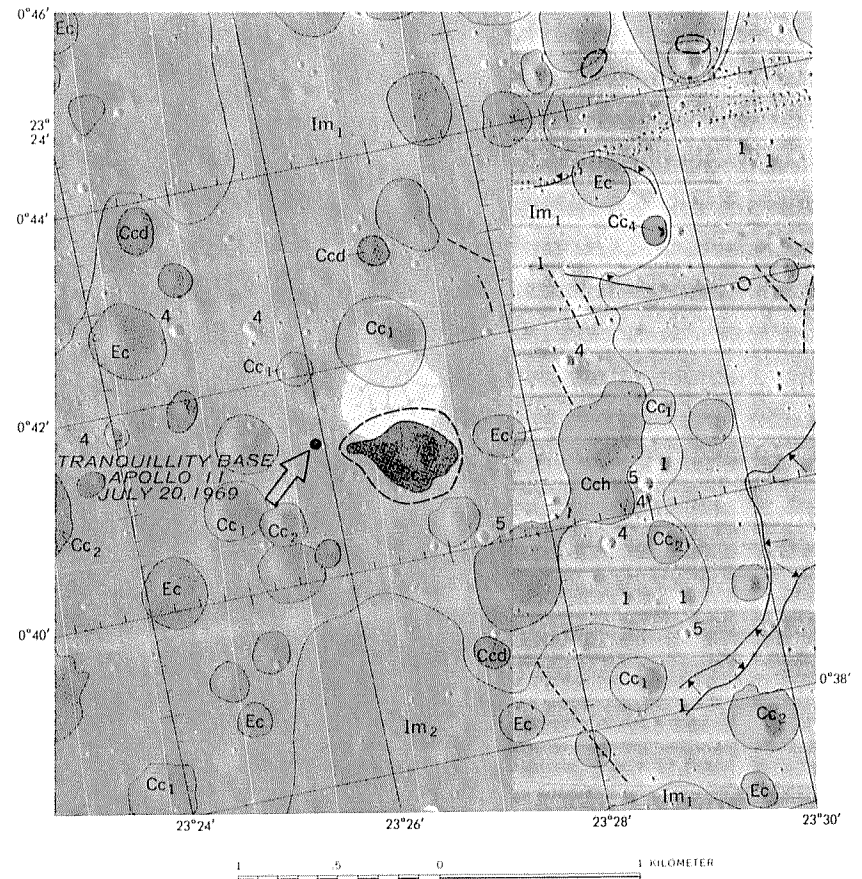 0°46'
Ec
Im1
23°
24'
1
1
Ec
0°44'
Im1
Cc4
Ccd
Ccd
1
4
4
Cc1
Ec
4
Cc1
0°42'
4
Cc1
Ec
TRANQUILLITY BASE
APOLLO 11
JULY 20, 1969
Cch
5
1
4
Cc1
Cc2
5
4
Cc2
Cc2
Ec
1
1
0°40'
5
Ccd
Cc1
0°38'
1
Ec
Im2
Ec
Cc2
Cc1
Im1
Ec
23°24'
23°26'
23°28'
23°30'
1 .5 0 1 KILOMETER